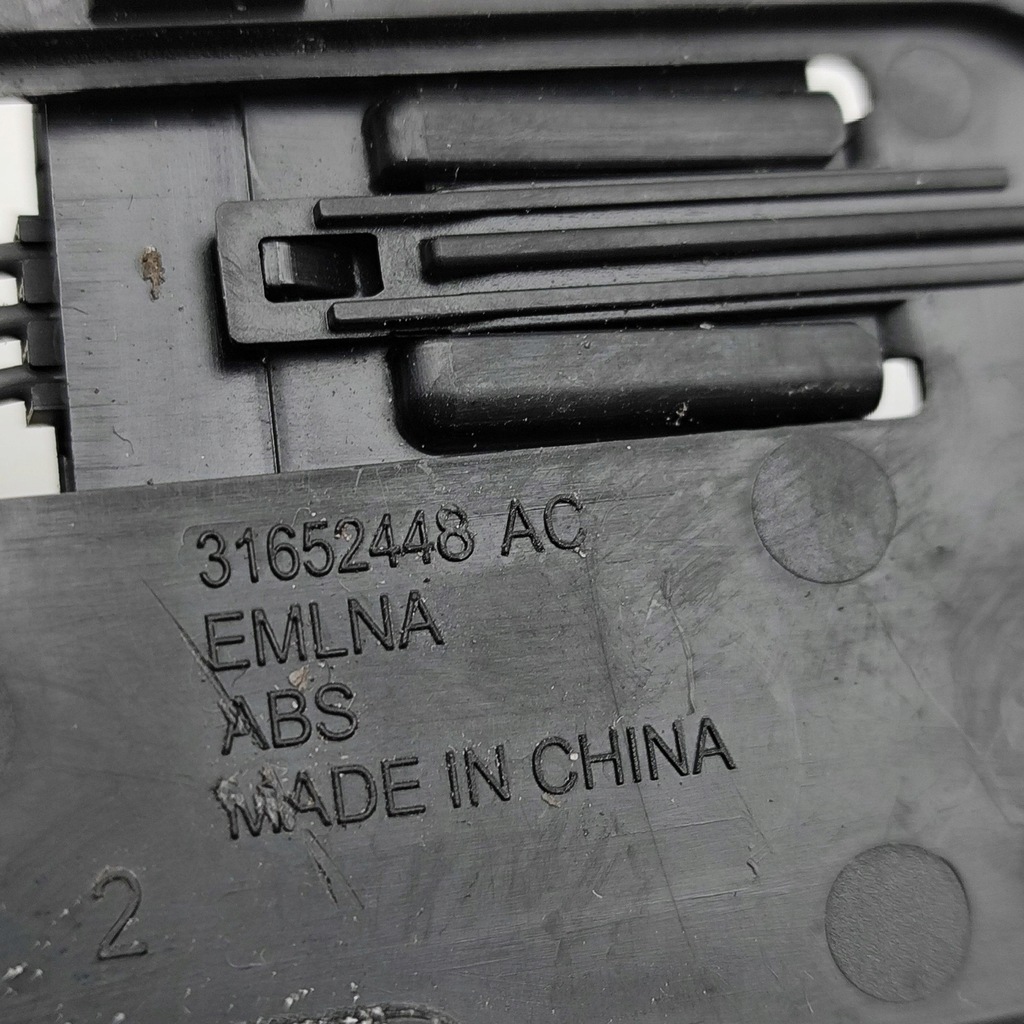 31652448 AC
EMLNA
ABS
MADE IN CHINA
2